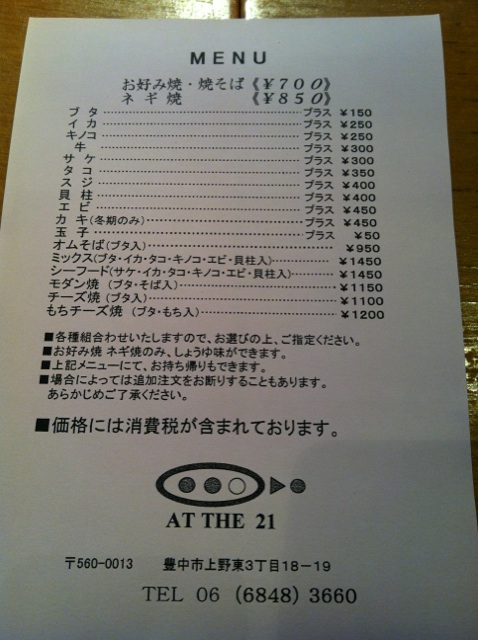 MENU
お好み焼・焼そば《¥700》
ネギ焼《¥850》
ブタ プラス ¥150
イカ プラス ¥250
キノコ プラス ¥250
牛 プラス ¥300
サケ プラス ¥300
タコ プラス ¥350
スジ プラス ¥400
貝柱 プラス ¥400
エビ プラス ¥450
カキ(冬期のみ) プラス ¥450
玉子 プラス ¥50
オムそば(ブタ入) ¥950
ミックス(ブタ・イカ・タコ・キノコ・エビ・貝柱入) ¥1450
シーフード(サケ・イカ・タコ・キノコ・エビ・貝柱入) ¥1450
モダン焼 (ブタ・そば入) ¥1150
チーズ焼 (ブタ入) ¥1100
もちチーズ焼 (ブタ・もち入) ¥1200
■各種組合わせいたしますので、お選びの上、ご指定ください。
■お好み焼 ネギ焼のみ、しょうゆ味ができます。
■上記メニューにて、お持ち帰りもできます。
■場合によっては追加注文をお断りすることもあります。
あらかじめご了承ください。
■価格には消費税が含まれております。
AT THE 21
〒560-0013 豊中市上野東3丁目18-19
TEL 06 (6848) 3660